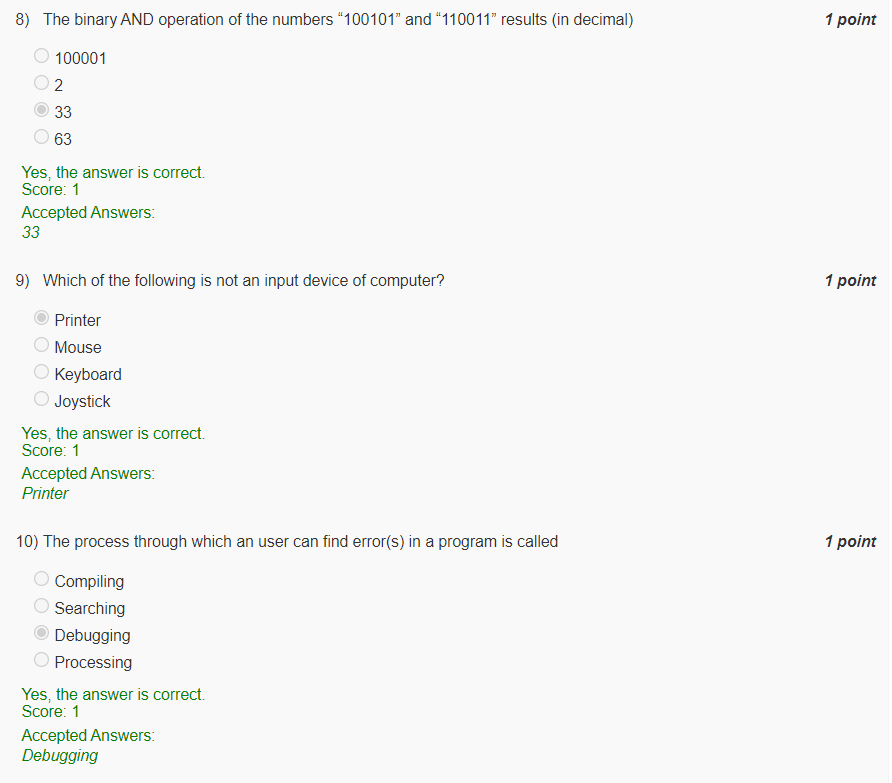 8) The binary AND operation of the numbers “100101” and “110011” results (in decimal) 1 point
100001
2
33
63
Yes, the answer is correct.
Score: 1
Accepted Answers:
33
9) Which of the following is not an input device of computer? 1 point
Printer
Mouse
Keyboard
Joystick
Yes, the answer is correct.
Score: 1
Accepted Answers:
Printer
10) The process through which an user can find error(s) in a program is called 1 point
Compiling
Searching
Debugging
Processing
Yes, the answer is correct.
Score: 1
Accepted Answers:
Debugging